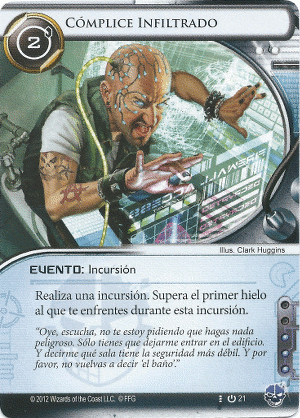 CÓMPLICE INFILTRADO
2
Illus. Clark Huggins
EVENTO: Incursión
Realiza una incursión. Supera el primer hielo
al que te enfrentes durante esta incursión.
“Oye, escucha, no te estoy pidiendo que hagas nada
peligroso. Sólo tienes que dejarme entrar en el edificio.
Y decirme qué sala tiene la seguridad más débil. Y por
favor, no vuelvas a decir ‘el baño’.”
©2012 Wizards of the Coast LLC. © FFG
21